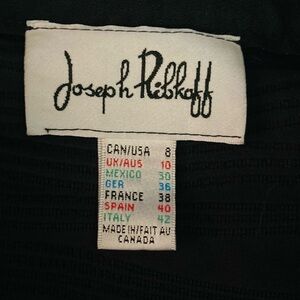 Joseph Ribkoff
CAN/USA 8
UK/AUS 10
MEXICO 30
GER 36
FRANCE 38
SPAIN 40
ITALY 42
MADE IN/FAIT AU
CANADA